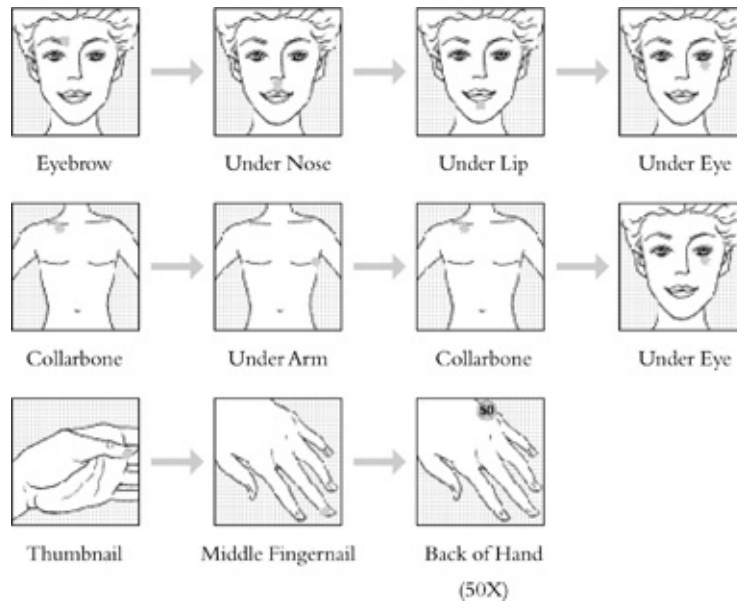 Eyebrow Under Nose Under Lip Under Eye
Collarbone Under Arm Collarbone Under Eye
50
Thumbnail Middle Fingernail Back of Hand
(50X)